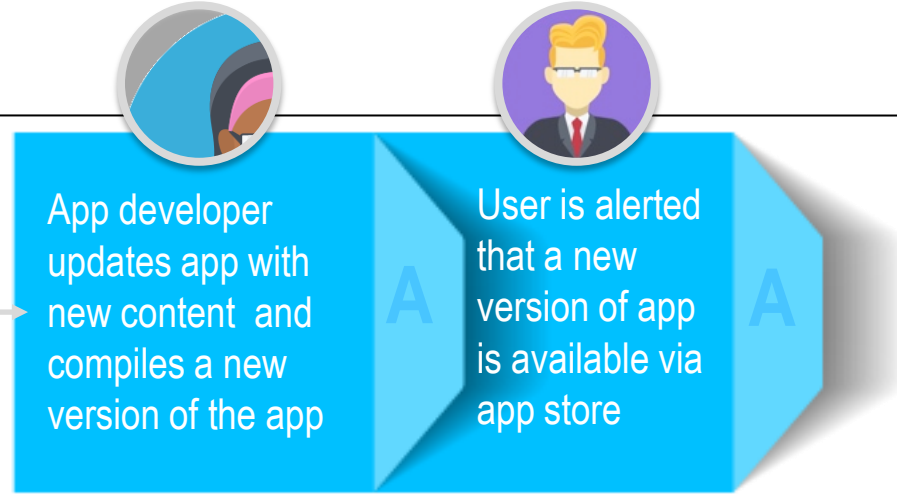 App developer
updates app with
new content and
compiles a new
version of the app
A
User is alerted
that a new
version of app
is available via
app store
A